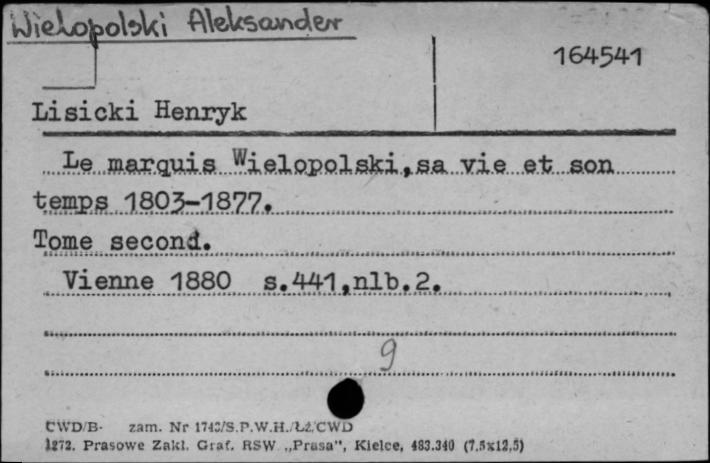 Wielopolski Aleksander
164541
Lisicki Henryk
Le marquis Wielopolski,sa vie et son
temps 1803-1877.
Tome second.
Vienne 1880 s.441,nlb.2.
9
CWD/B- zam. Nr S.P.W.H./Łź/CWD
1272. Prasowe Zakł. Graf. RSW „Prasa", Kielce, 483.340 (7,5x12,5)